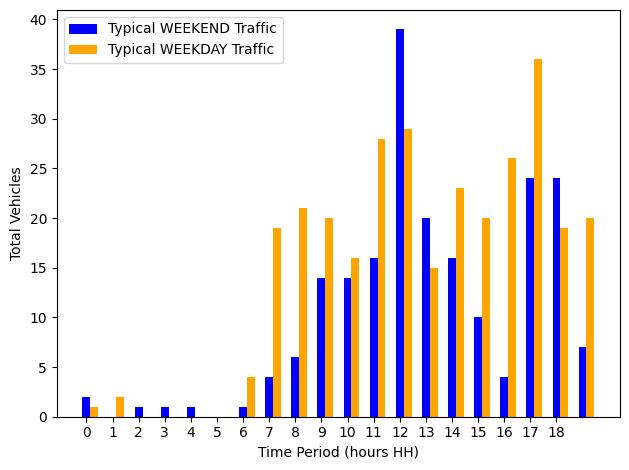 Typical WEEKEND Traffic
Typical WEEKDAY Traffic
40
35
30
25
20
15
10
5
0
Total Vehicles
0 1 2 3 4 5 6 7 8 9 10 11 12 13 14 15 16 17 18
Time Period (hours HH)